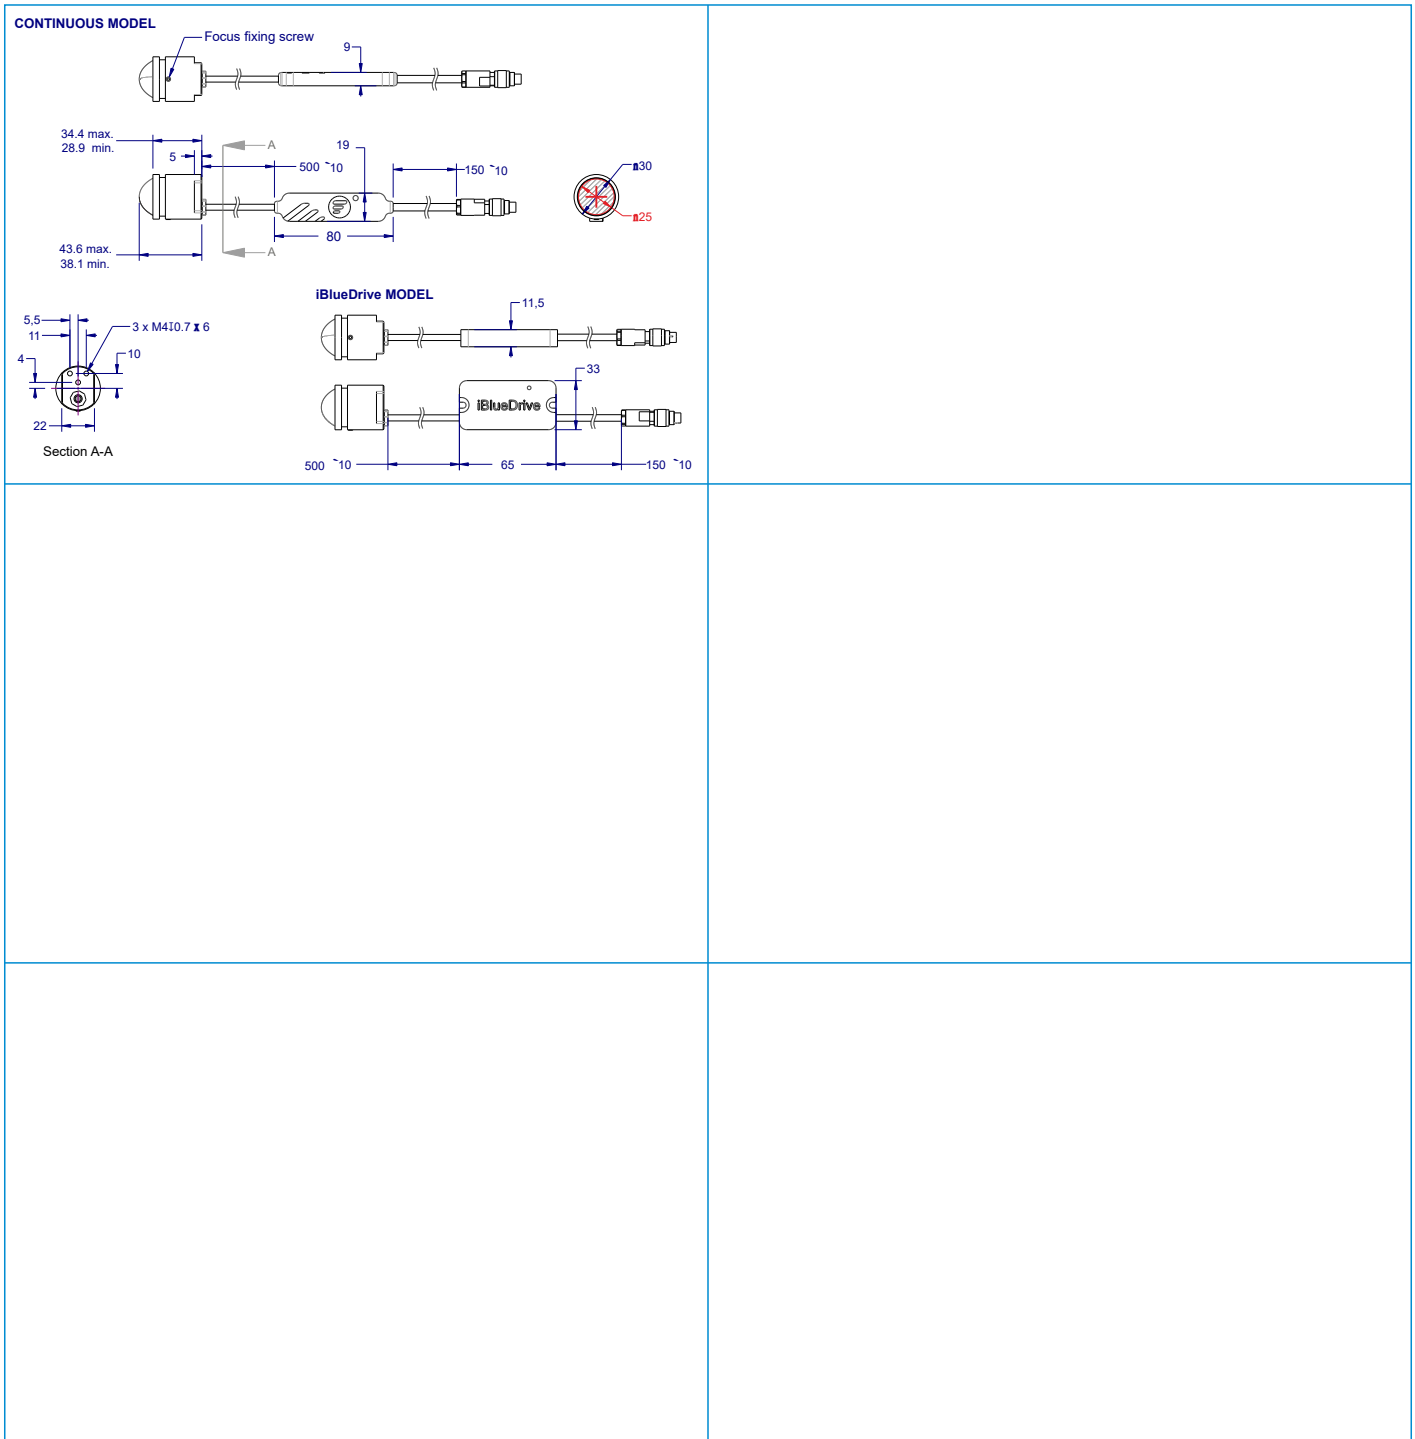 CONTINUOUS MODEL
Focus fixing screw
9
34.4 max.
28.9 min.
5
A
500 ~10
19
150 ~10
30
25
80
43.6 max.
38.1 min.
A
iBlueDrive MODEL
11,5
5,5
11
3 x M4 0.7 x 6
4
10
22
Section A-A
33
iBlueDrive
500 ~10
65
150 ~10